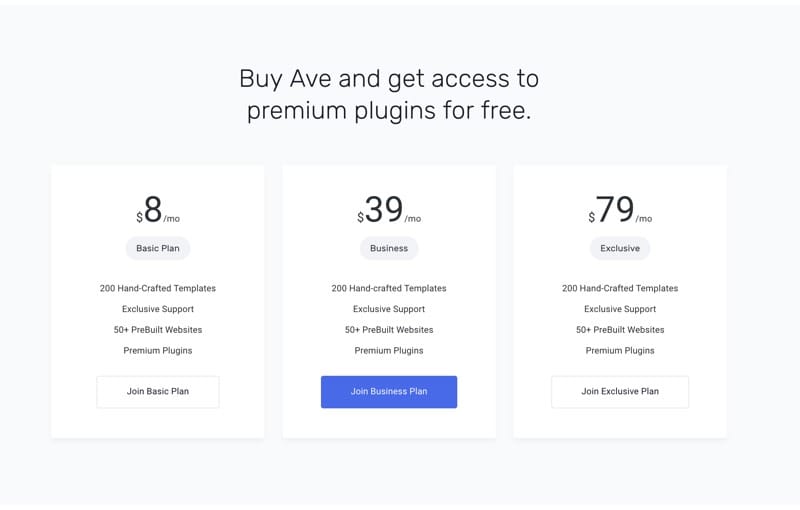 Buy Ave and get access to
premium plugins for free.
$8/mo
Basic Plan
200 Hand-Crafted Templates
Exclusive Support
50+ PreBuilt Websites
Premium Plugins
Join Basic Plan
$39/mo
Business
200 Hand-crafted Templates
Exclusive Support
50+ PreBuilt Websites
Premium Plugins
Join Business Plan
$79/mo
Exclusive
200 Hand-Crafted Templates
Exclusive Support
50+ PreBuilt Websites
Premium Plugins
Join Exclusive Plan